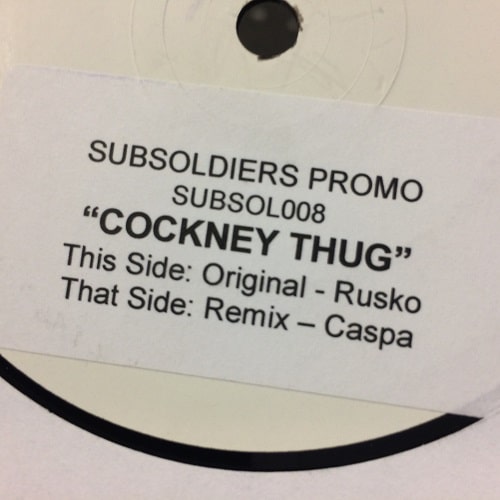 SUBSOLDIERS PROMO
SUBSOL008
“COCKNEY THUG”
This Side: Original - Rusko
That Side: Remix – Caspa